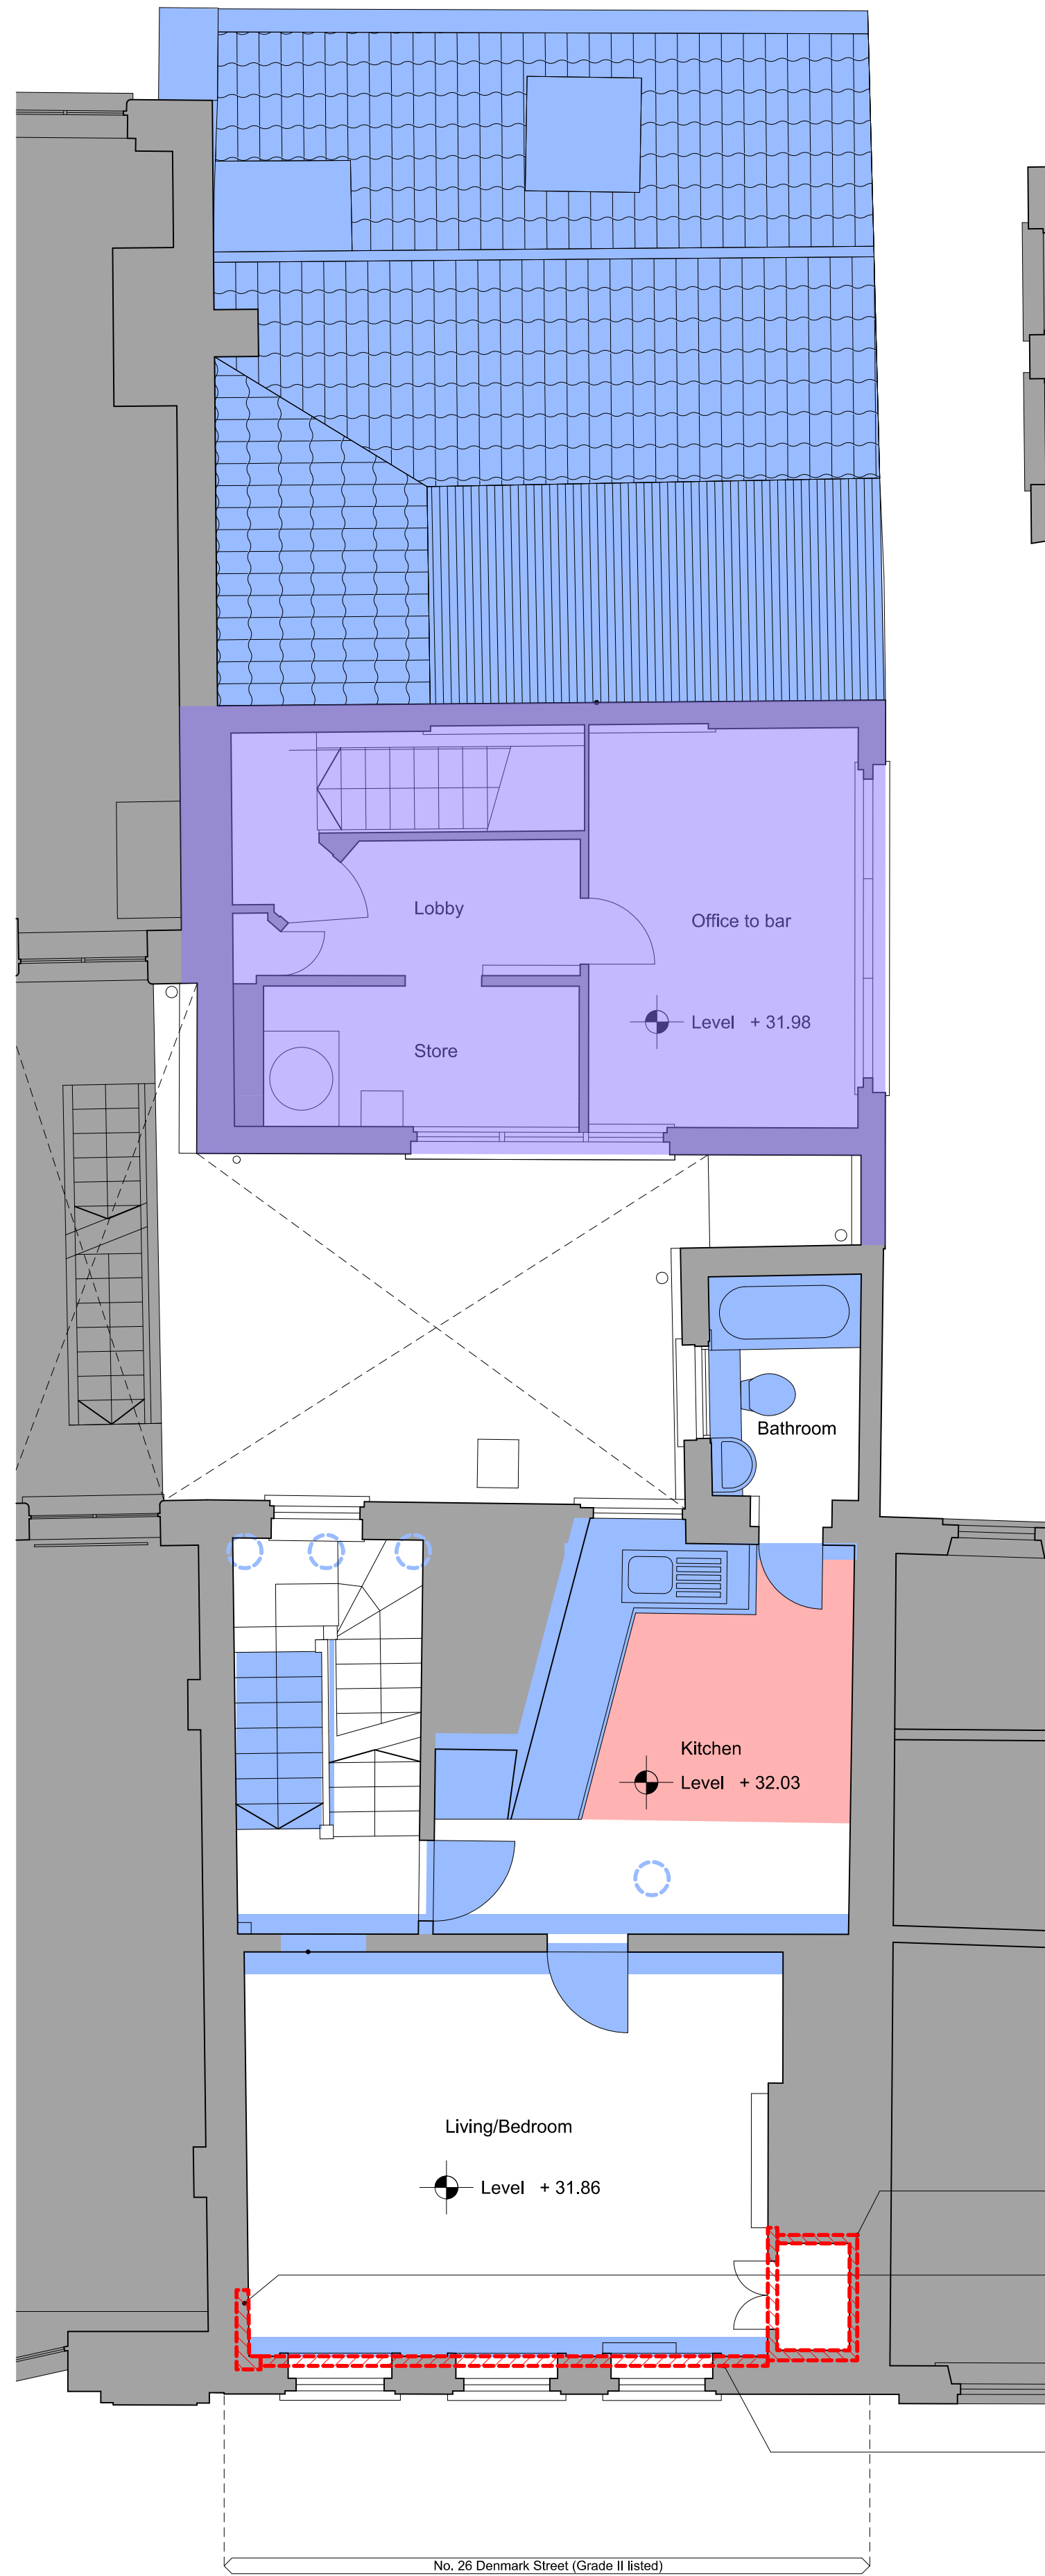 Lobby
Office to bar
Level + 31.98
Store
Bathroom
Kitchen
Level + 32.03
Living/Bedroom
Level + 31.86
No. 26 Denmark Street (Grade II listed)